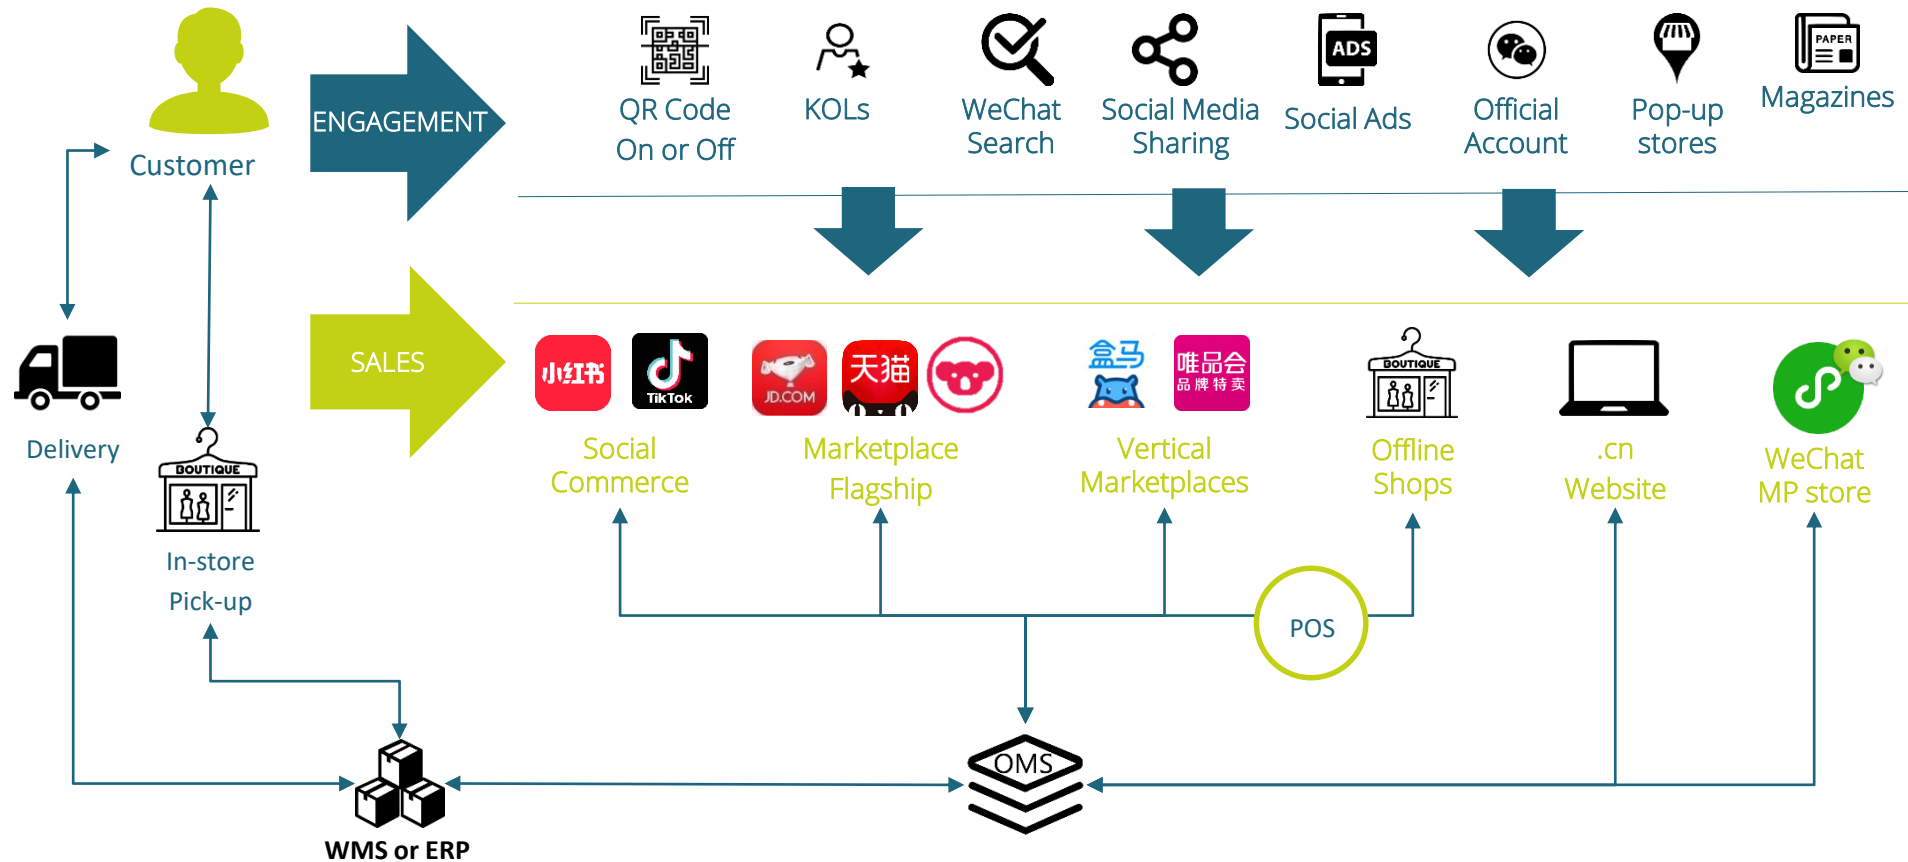 PAPER
ADS
QR Code
On or Off
KOLs
WeChat
Search
Social Media
Sharing
Social Ads
Official
Account
Pop-up
stores
Magazines
ENGAGEMENT
Customer
SALES
小红书
TikTok
JD.COM
天猫
盒马
唯品会
品牌特卖
BOUTIQUE
Social
Commerce
Marketplace
Flagship
Vertical
Marketplaces
Offline
Shops
.cn
Website
WeChat
MP store
Delivery
BOUTIQUE
In-store
Pick-up
POS
OMS
WMS or ERP